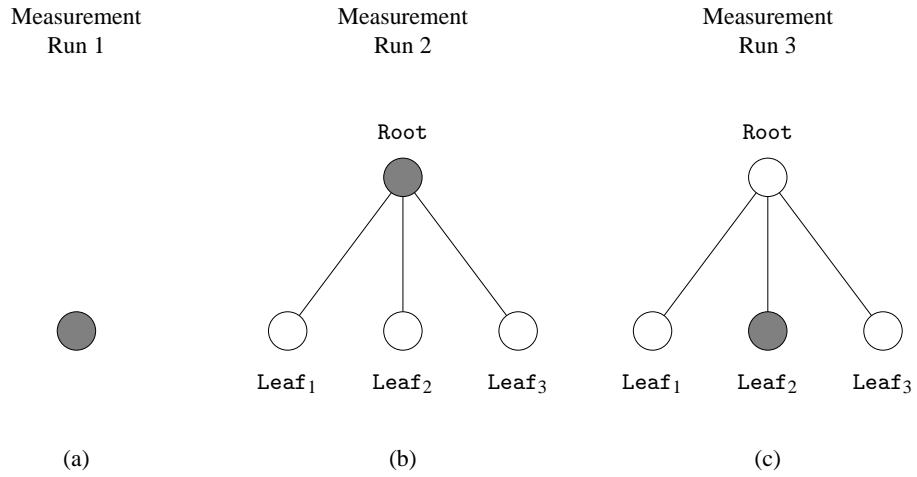 Measurement
Run 1
Measurement
Run 2
Measurement
Run 3
Root
Root
Leaf1
Leaf2
Leaf3
Leaf1
Leaf2
Leaf3
(a)
(b)
(c)